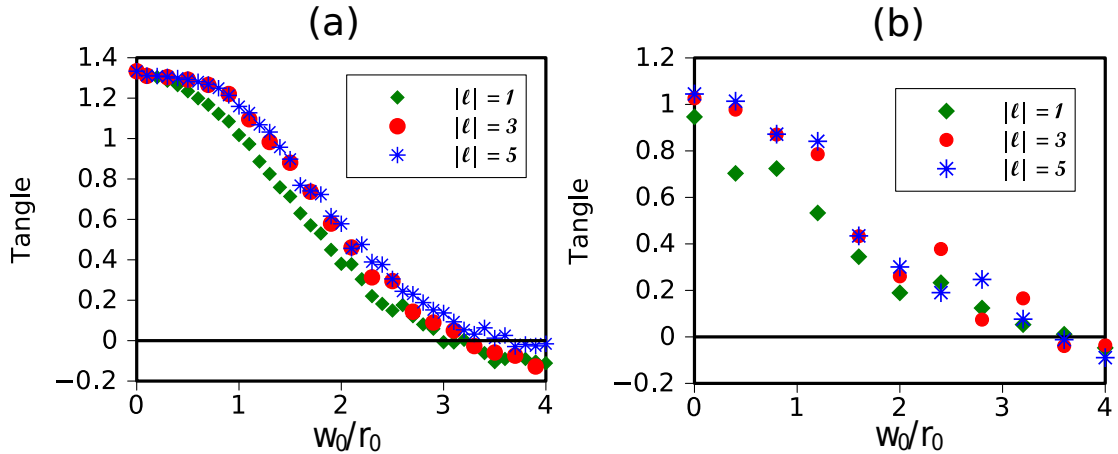 (a)
1.4
1.2
1
0.8
0.6
0.4
0.2
0
−0.2
Tangle
0
1
2
3
4
w₀/r₀
|ℓ| = 1
|ℓ| = 3
|ℓ| = 5
(b)
1.2
1
0.8
0.6
0.4
0.2
0
−0.2
Tangle
0
1
2
3
4
w₀/r₀
|ℓ| = 1
|ℓ| = 3
|ℓ| = 5